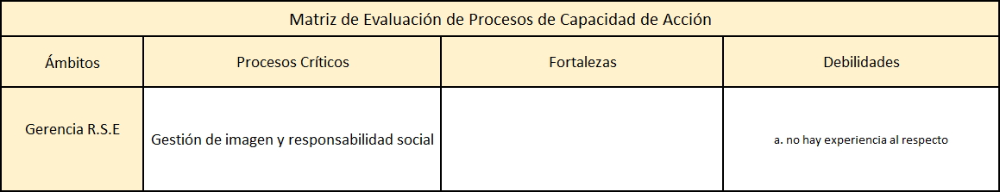 Matriz de Evaluación de Procesos de Capacidad de Acción
Ámbitos
Procesos Críticos
Fortalezas
Debilidades
Gerencia R.S.E
Gestión de imagen y responsabilidad social
a. no hay experiencia al respecto